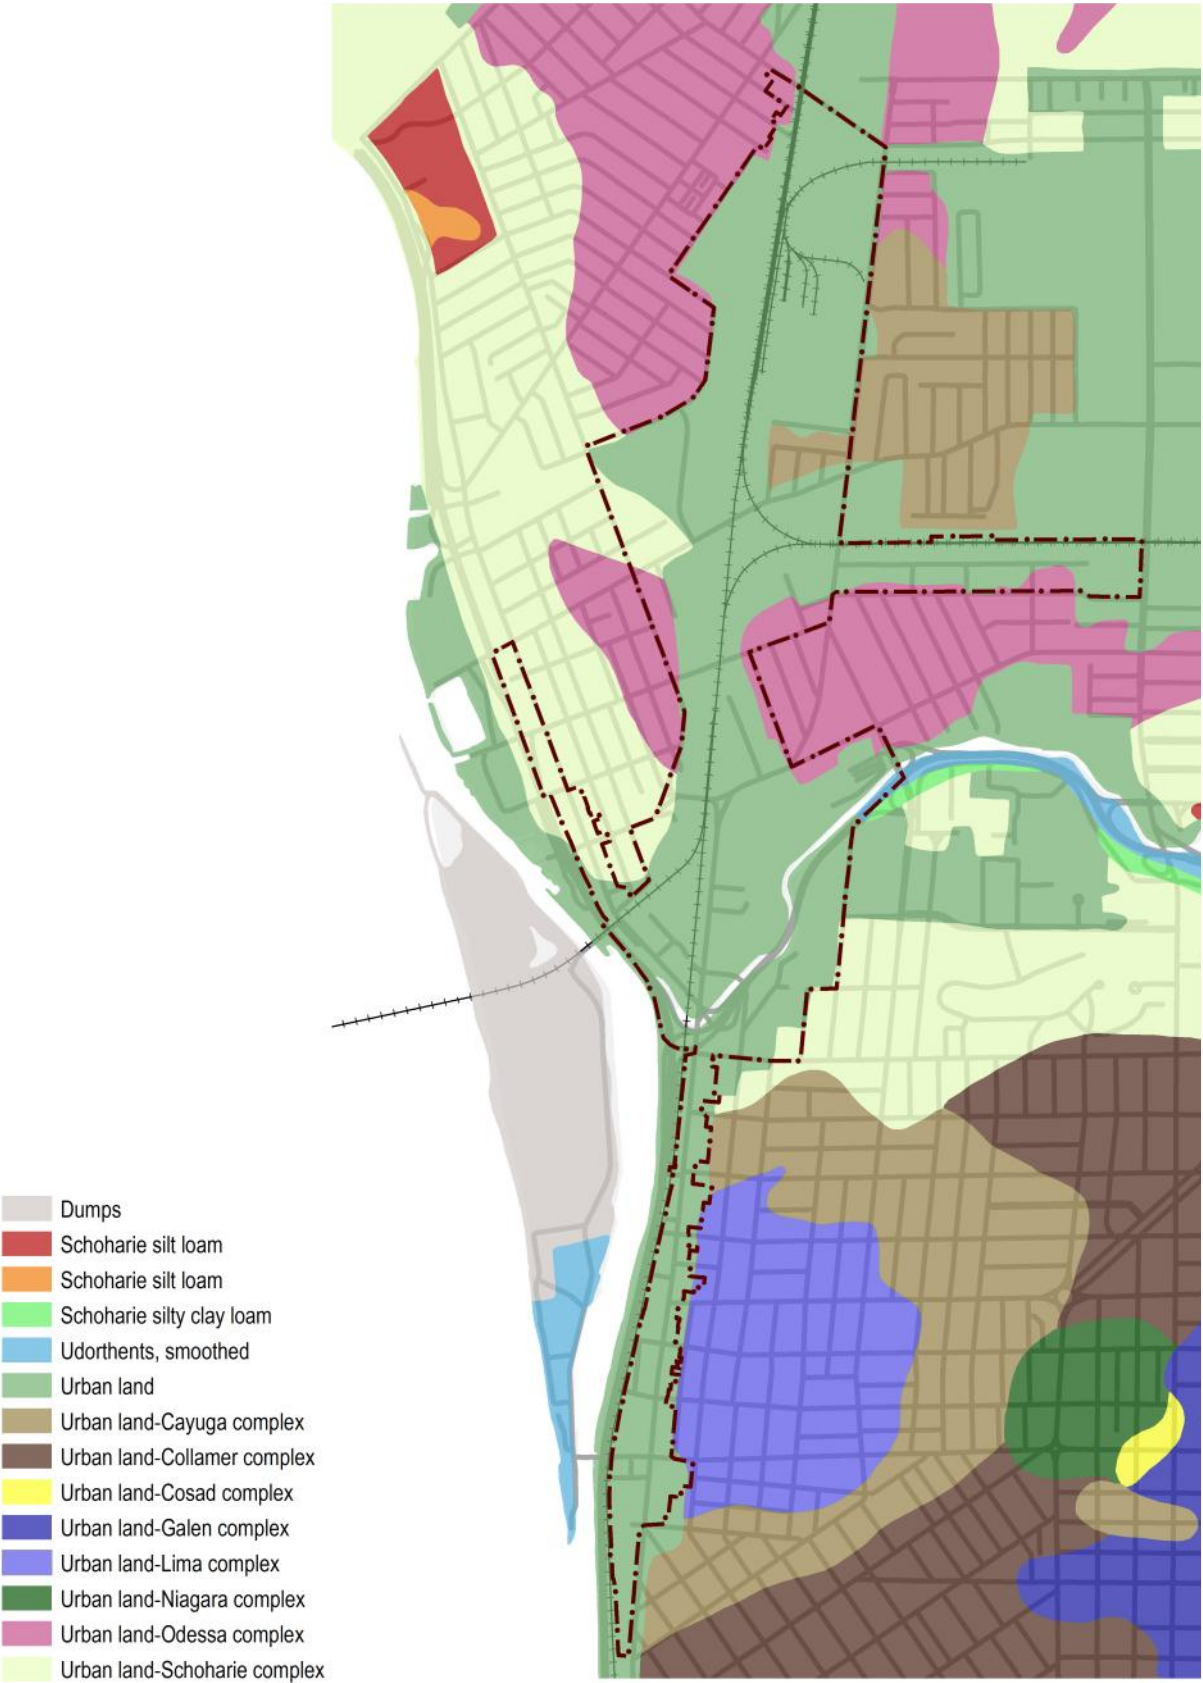 Dumps
Schoharie silt loam
Schoharie silt loam
Schoharie silty clay loam
Udorthents, smoothed
Urban land
Urban land-Cayuga complex
Urban land-Collamer complex
Urban land-Cosad complex
Urban land-Galen complex
Urban land-Lima complex
Urban land-Niagara complex
Urban land-Odessa complex
Urban land-Schoharie complex